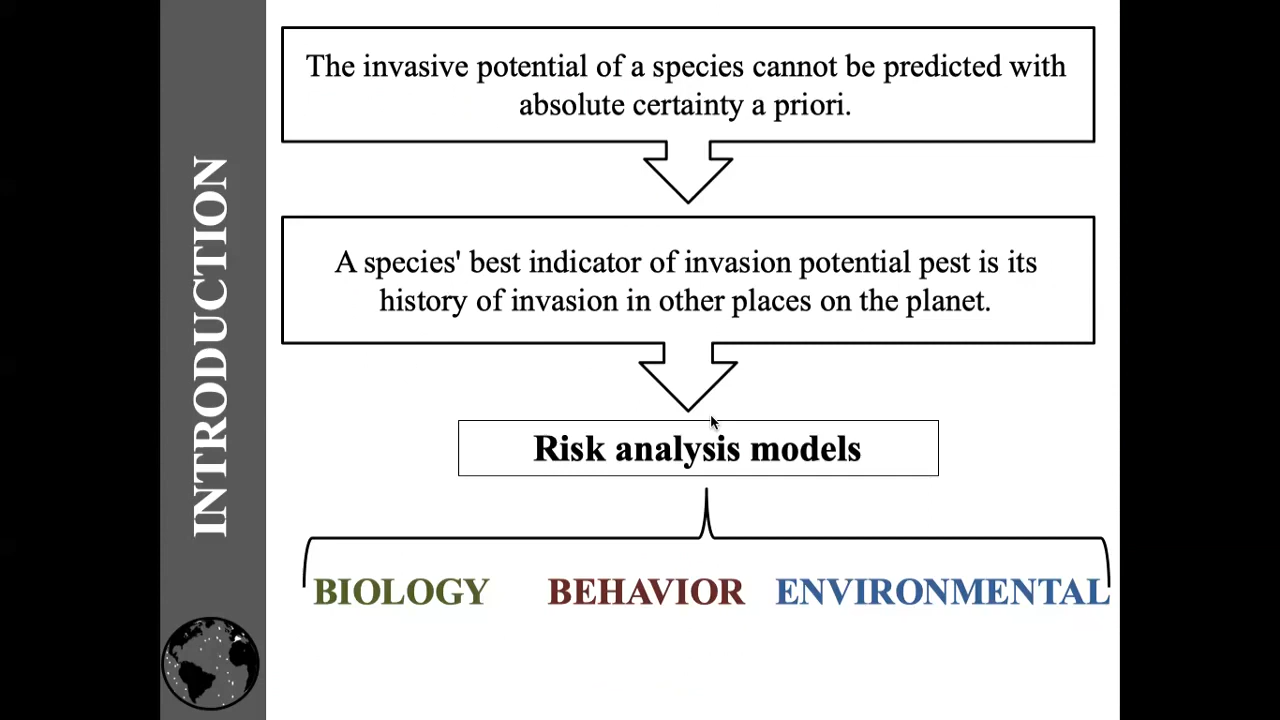 INTRODUCTION
The invasive potential of a species cannot be predicted with
absolute certainty a priori.
A species' best indicator of invasion potential pest is its
history of invasion in other places on the planet.
Risk analysis models
BIOLOGY BEHAVIOR ENVIRONMENTAL